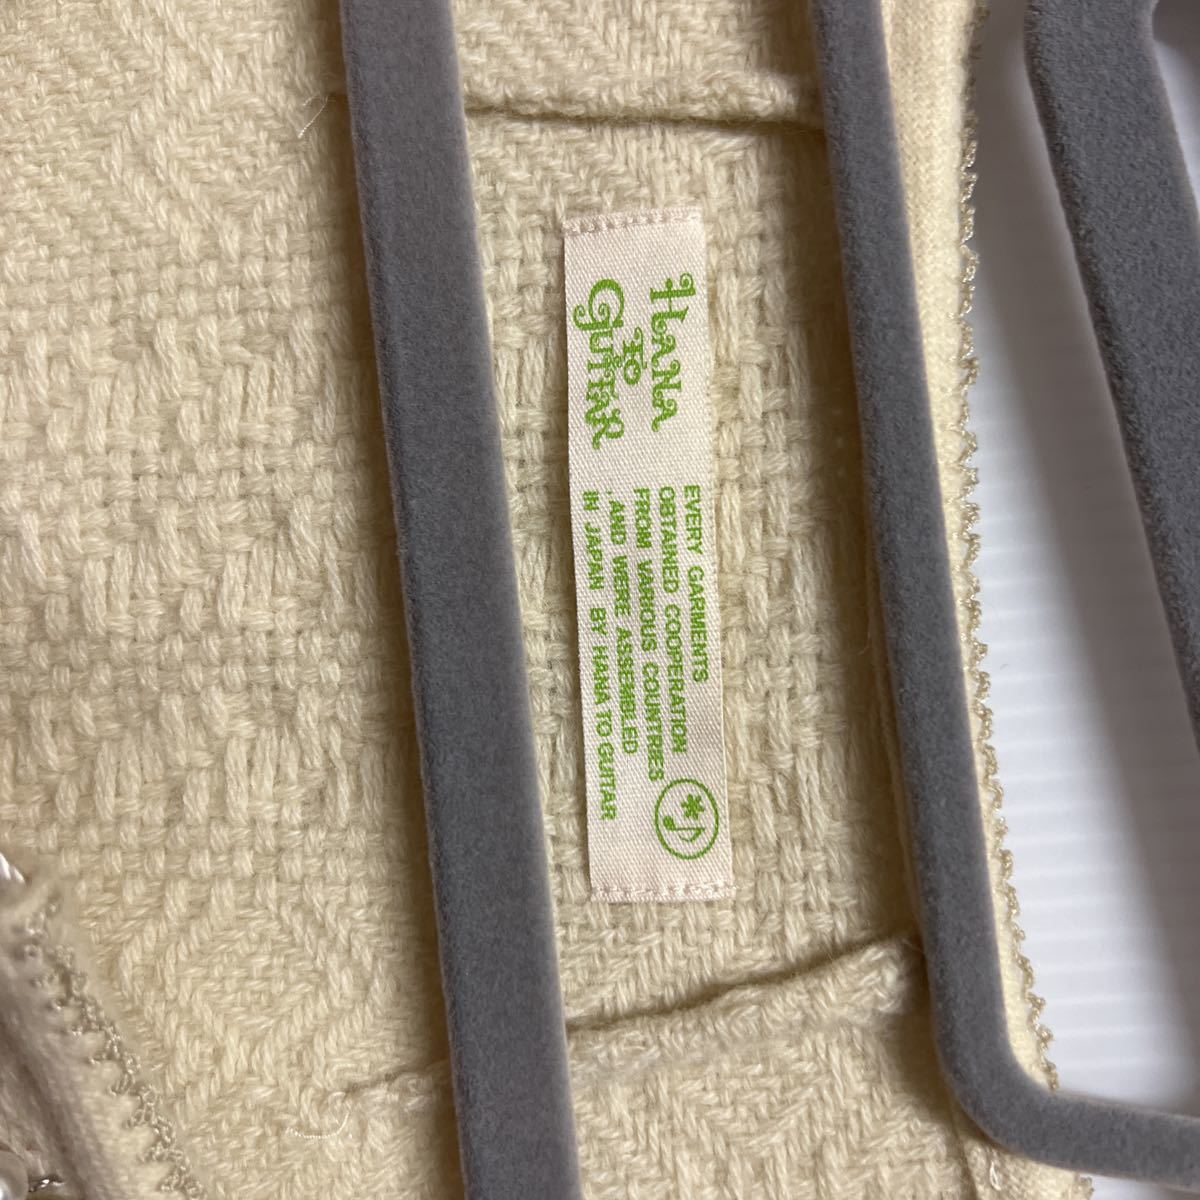 HANA
TO
GUITAR
EVERY GARMENTS
OBTAINED COOPERATION
FROM VARIOUS COUNTRIES
, AND WERE ASSEMBLED
IN JAPAN BY HANA TO GUITAR